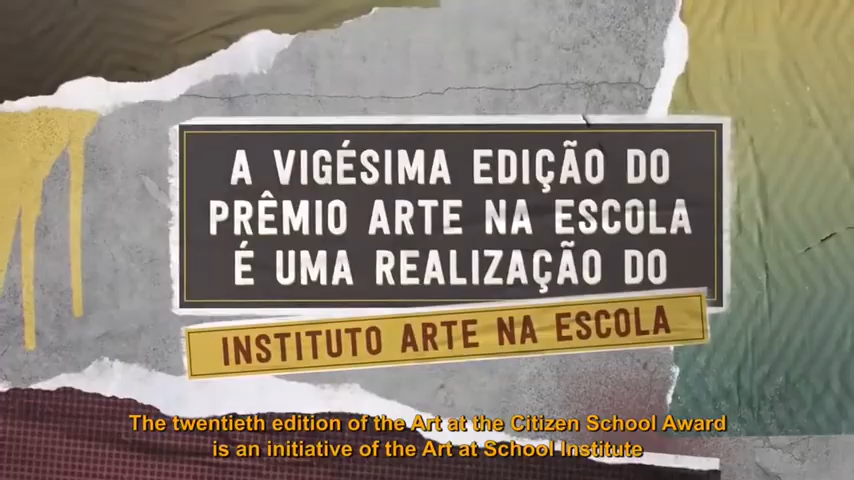 A VIGÉSIMA EDIÇÃO DO
PRÊMIO ARTE NA ESCOLA
É UMA REALIZAÇÃO DO
INSTITUTO ARTE NA ESCOLA
The twentieth edition of the Art at the Citizen School Award
is an initiative of the Art at School Institute